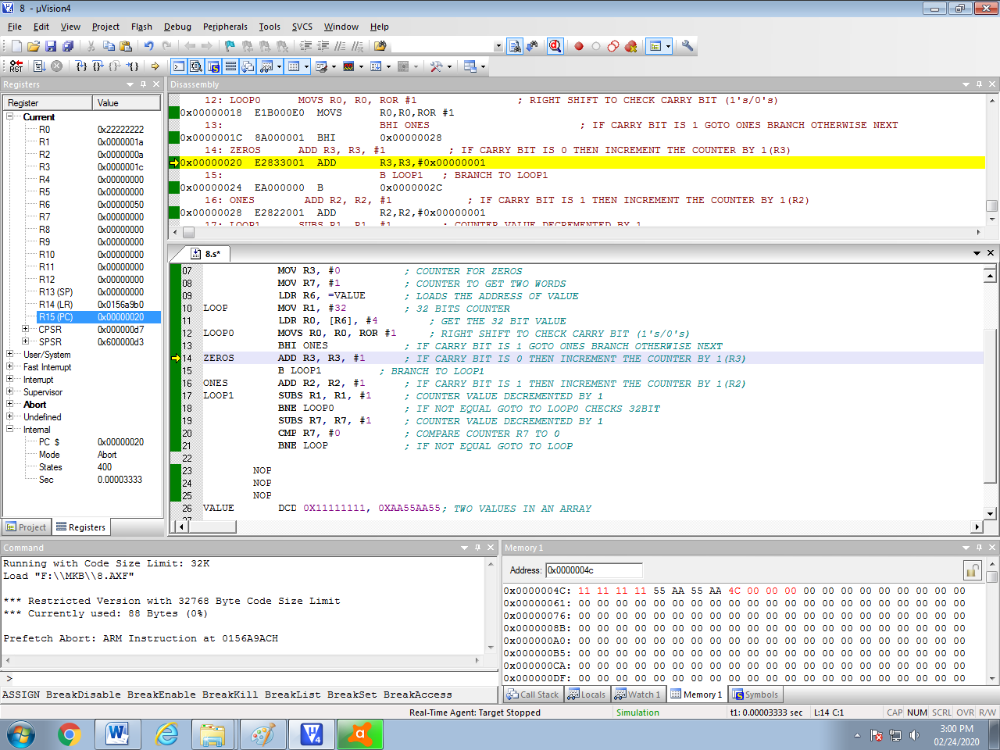 8  - µVision4
File Edit View Project Flash Debug Peripherals Tools SVCS Window Help
Registers
Register Value
Current
R0 0x22222222
R1 0x0000001a
R2 0x0000000a
R3 0x0000001c
R4 0x00000000
R5 0x00000000
R6 0x00000050
R7 0x00000000
R8 0x00000000
R9 0x00000000
R10 0x00000000
R11 0x00000000
R12 0x00000000
R13 (SP) 0x00000000
R14 (LR) 0x0156a9b0
R15 (PC) 0x00000020
CPSR 0x000000d7
SPSR 0x600000d3
User/System
Fast Interrupt
Interrupt
Supervisor
Abort
Undefined
Internal
PC $ 0x00000020
Mode Abort
States 400
Sec 0.00003333
Project Registers
Disassembly
12: LOOP0 MOVS R0, R0, ROR #1 ; RIGHT SHIFT TO CHECK CARRY BIT (1's/0's)
0x00000018 E1B000E0 MOVS R0,R0,ROR #1
13: BHI ONES ; IF CARRY BIT IS 1 GOTO ONES BRANCH OTHERWISE NEXT
0x0000001C 8A000001 BHI 0x00000028
14: ZEROS ADD R3, R3, #1 ; IF CARRY BIT IS 0 THEN INCREMENT THE COUNTER BY 1(R3)
0x00000020 E2833001 ADD R3,R3,#0x00000001
15: B LOOP1 ; BRANCH TO LOOP1
0x00000024 EA000000 B 0x0000002C
16: ONES ADD R2, R2, #1 ; IF CARRY BIT IS 1 THEN INCREMENT THE COUNTER BY 1(R2)
0x00000028 E2822001 ADD R2,R2,#0x00000001
17: LOOP1 SUBS R1, R1, #1 ; COUNTER VALUE DECREMENTED BY 1
8.s*
07 MOV R3, #0 ; COUNTER FOR ZEROS
08 MOV R7, #1 ; COUNTER TO GET TWO WORDS
09 LDR R6, =VALUE ; LOADS THE ADDRESS OF VALUE
10 LOOP MOV R1, #32 ; 32 BITS COUNTER
11 LDR R0, [R6], #4 ; GET THE 32 BIT VALUE
12 LOOP0 MOVS R0, R0, ROR #1 ; RIGHT SHIFT TO CHECK CARRY BIT (1's/0's)
13 BHI ONES ; IF CARRY BIT IS 1 GOTO ONES BRANCH OTHERWISE NEXT
14 ZEROS ADD R3, R3, #1 ; IF CARRY BIT IS 0 THEN INCREMENT THE COUNTER BY 1(R3)
15 B LOOP1 ; BRANCH TO LOOP1
16 ONES ADD R2, R2, #1 ; IF CARRY BIT IS 1 THEN INCREMENT THE COUNTER BY 1(R2)
17 LOOP1 SUBS R1, R1, #1 ; COUNTER VALUE DECREMENTED BY 1
18 BNE LOOP0 ; IF NOT EQUAL GOTO TO LOOP0 CHECKS 32BIT
19 SUBS R7, R7, #1 ; COUNTER VALUE DECREMENTED BY 1
20 CMP R7, #0 ; COMPARE COUNTER R7 TO 0
21 BNE LOOP ; IF NOT EQUAL GOTO TO LOOP
22
23 NOP
24 NOP
25 NOP
26 VALUE DCD 0X11111111, 0XAA55AA55; TWO VALUES IN AN ARRAY
27
Command
Running with Code Size Limit: 32K
Load "F:\\MKB\\8.AXF"
*** Restricted Version with 32768 Byte Code Size Limit
*** Currently used: 88 Bytes (0%)
Prefetch Abort: ARM Instruction at 0156A9ACH
>
ASSIGN BreakDisable BreakEnable BreakKill BreakList BreakSet BreakAccess
Memory 1
Address: 0x0000004c
0x0000004C: 11 11 11 11 55 AA 55 AA 4C 00 00 00 00 00 00 00 00 00 00 00 00
0x00000061: 00 00 00 00 00 00 00 00 00 00 00 00 00 00 00 00 00 00 00 00 00
0x00000076: 00 00 00 00 00 00 00 00 00 00 00 00 00 00 00 00 00 00 00 00 00
0x0000008B: 00 00 00 00 00 00 00 00 00 00 00 00 00 00 00 00 00 00 00 00 00
0x000000A0: 00 00 00 00 00 00 00 00 00 00 00 00 00 00 00 00 00 00 00 00 00
0x000000B5: 00 00 00 00 00 00 00 00 00 00 00 00 00 00 00 00 00 00 00 00 00
0x000000CA: 00 00 00 00 00 00 00 00 00 00 00 00 00 00 00 00 00 00 00 00 00
0x000000DF: 00 00 00 00 00 00 00 00 00 00 00 00 00 00 00 00 00 00 00 00 00
Call Stack Locals Watch 1 Memory 1 Symbols
Real-Time Agent: Target Stopped Simulation t1: 0.00003333 sec L:14 C:1 CAP NUM SCRL OVR R/W
3:00 PM
02/24/2020